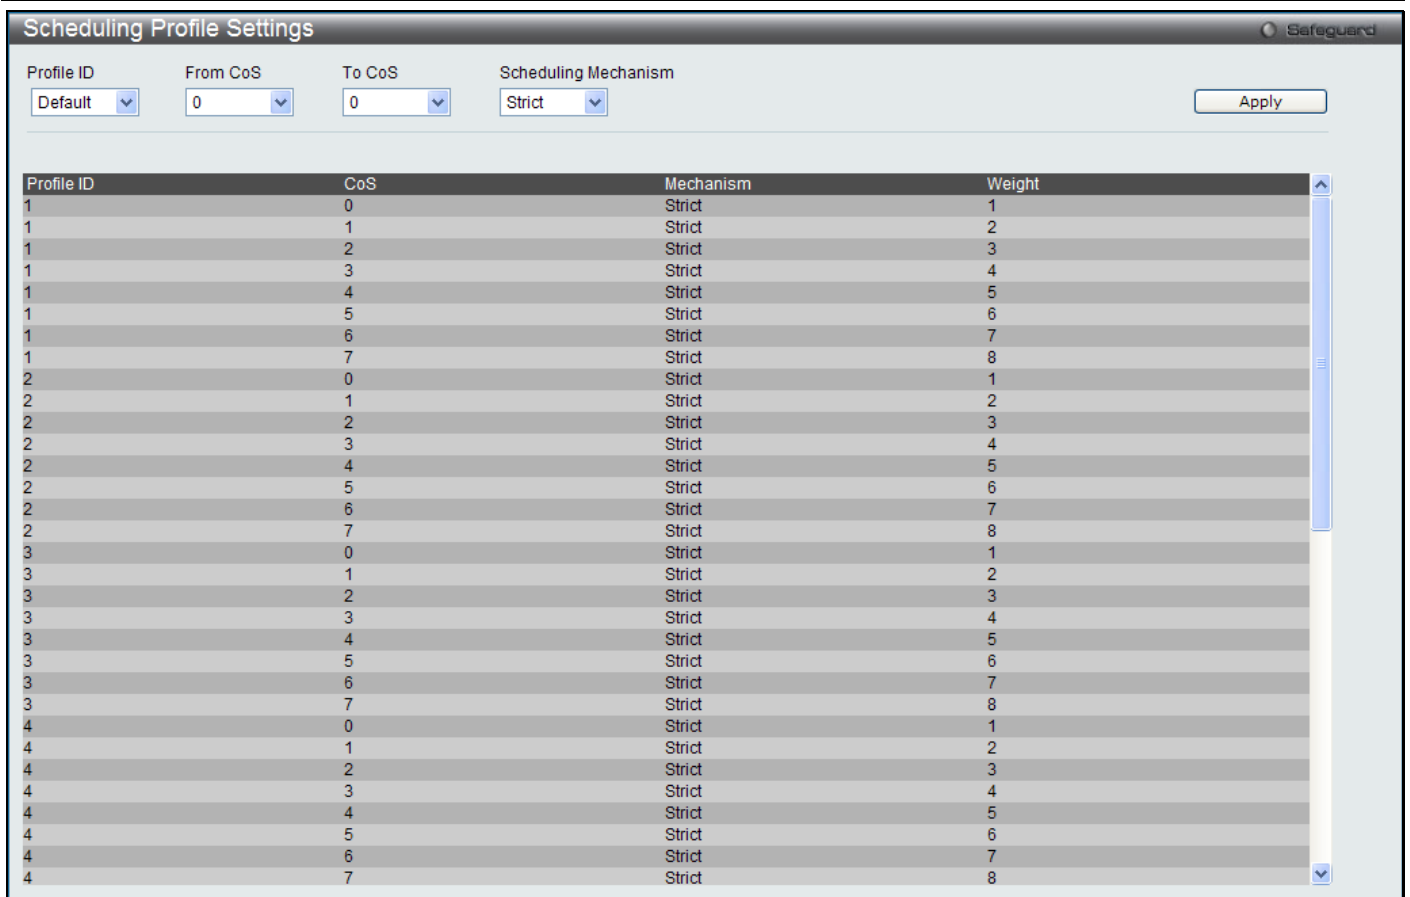 Scheduling Profile Settings
Safeguard
Profile ID From CoS To CoS Scheduling Mechanism
Default 0 0 Strict Apply
Profile ID CoS Mechanism Weight
1 0 Strict 1
1 1 Strict 2
1 2 Strict 3
1 3 Strict 4
1 4 Strict 5
1 5 Strict 6
1 6 Strict 7
1 7 Strict 8
2 0 Strict 1
2 1 Strict 2
2 2 Strict 3
2 3 Strict 4
2 4 Strict 5
2 5 Strict 6
2 6 Strict 7
2 7 Strict 8
3 0 Strict 1
3 1 Strict 2
3 2 Strict 3
3 3 Strict 4
3 4 Strict 5
3 5 Strict 6
3 6 Strict 7
3 7 Strict 8
4 0 Strict 1
4 1 Strict 2
4 2 Strict 3
4 3 Strict 4
4 4 Strict 5
4 5 Strict 6
4 6 Strict 7
4 7 Strict 8